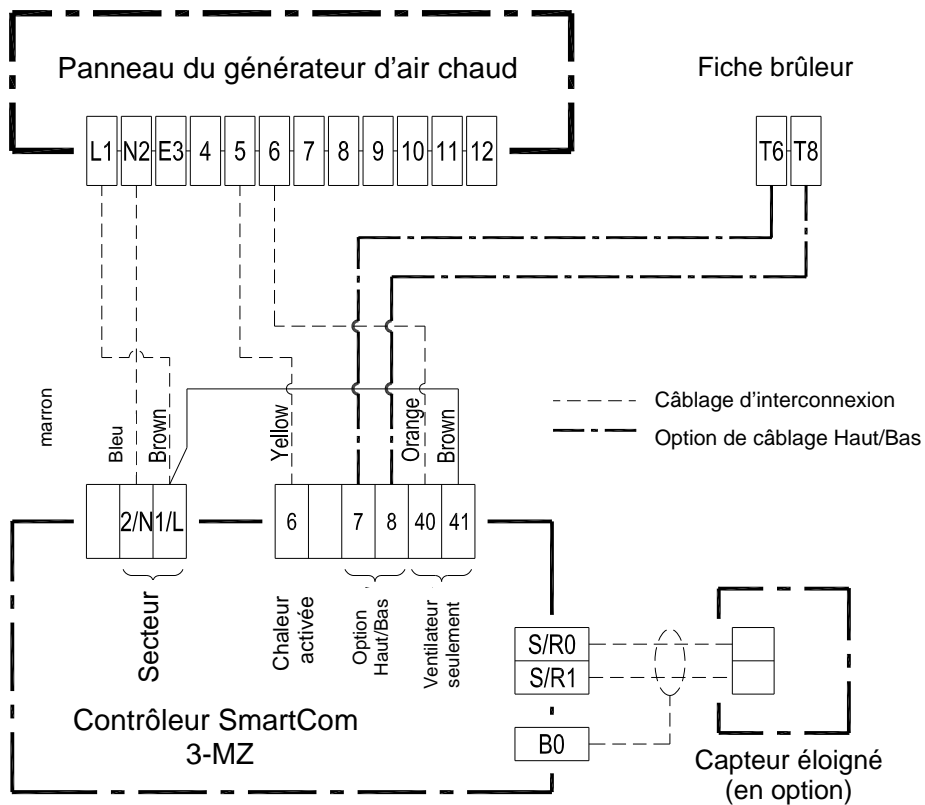 Panneau du générateur d'air chaud
Fiche brûleur
L1 N2 E3 4 5 6 7 8 9 10 11 12
T6 T8
marron
Bleu
Brown
Yellow
Orange
Brown
Câblage d'interconnexion
Option de câblage Haut/Bas
2/N 1/L
6 7 8 40 41
Secteur
Chaleur
activée
Option
Haut/Bas
Ventilateur
seulement
S/R0
S/R1
B0
Contrôleur SmartCom
3-MZ
Capteur éloigné
(en option)